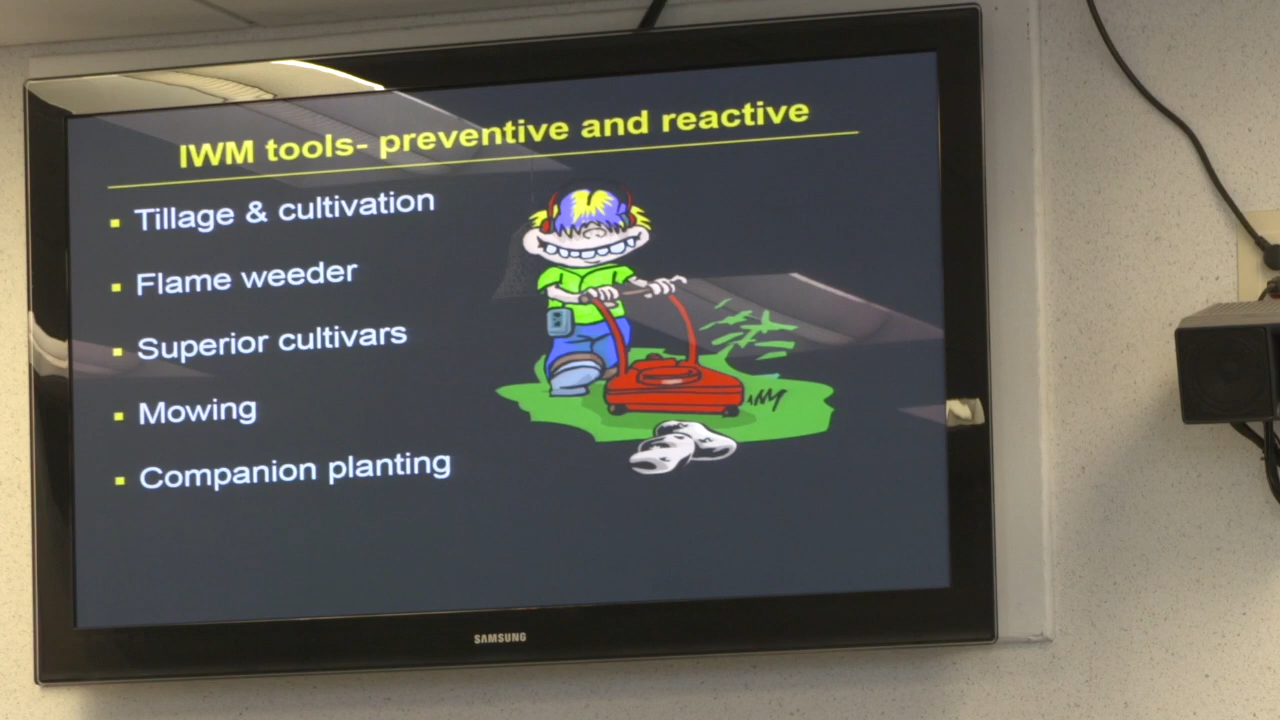 IWM tools- preventive and reactive
Tillage & cultivation
Flame weeder
Superior cultivars
Mowing
Companion planting
SAMSUNG